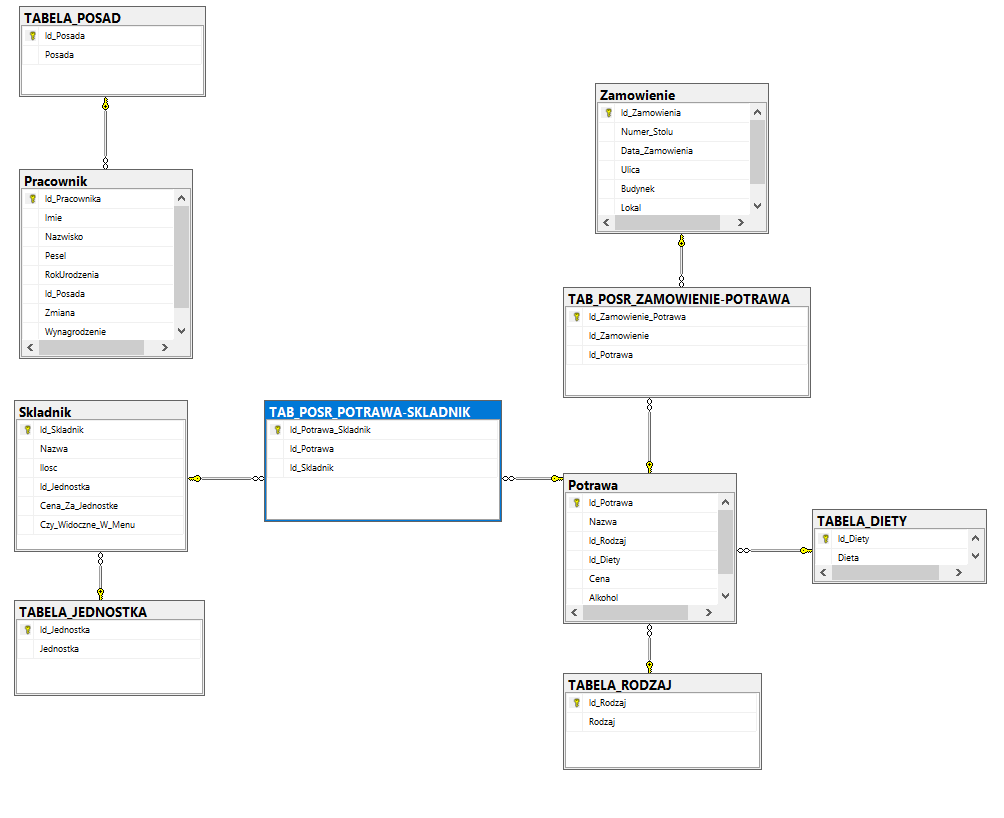 TABELA_POSAD
Id_Posada
Posada
Pracownik
Id_Pracownika
Imie
Nazwisko
Pesel
RokUrodzenia
Id_Posada
Zmiana
Wynagrodzenie
Zamowienie
Id_Zamowienia
Numer_Stolu
Data_Zamowienia
Ulica
Budynek
Lokal
TAB_POSR_ZAMOWIENIE-POTRAWA
Id_Zamowienie_Potrawa
Id_Zamowienie
Id_Potrawa
Skladnik
Id_Skladnik
Nazwa
Ilosc
Id_Jednostka
Cena_Za_Jednostke
Czy_Widoczne_W_Menu
TAB_POSR_POTRAWA-SKLADNIK
Id_Potrawa_Skladnik
Id_Potrawa
Id_Skladnik
Potrawa
Id_Potrawa
Nazwa
Id_Rodzaj
Id_Diety
Cena
Alkohol
TABELA_DIETY
Id_Diety
Dieta
TABELA_JEDNOSTKA
Id_Jednostka
Jednostka
TABELA_RODZAJ
Id_Rodzaj
Rodzaj